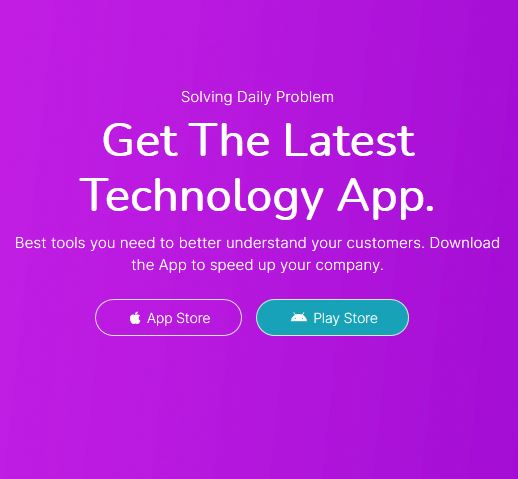 Solving Daily Problem
Get The Latest
Technology App.
Best tools you need to better understand your customers. Download
the App to speed up your company.
App Store
Play Store